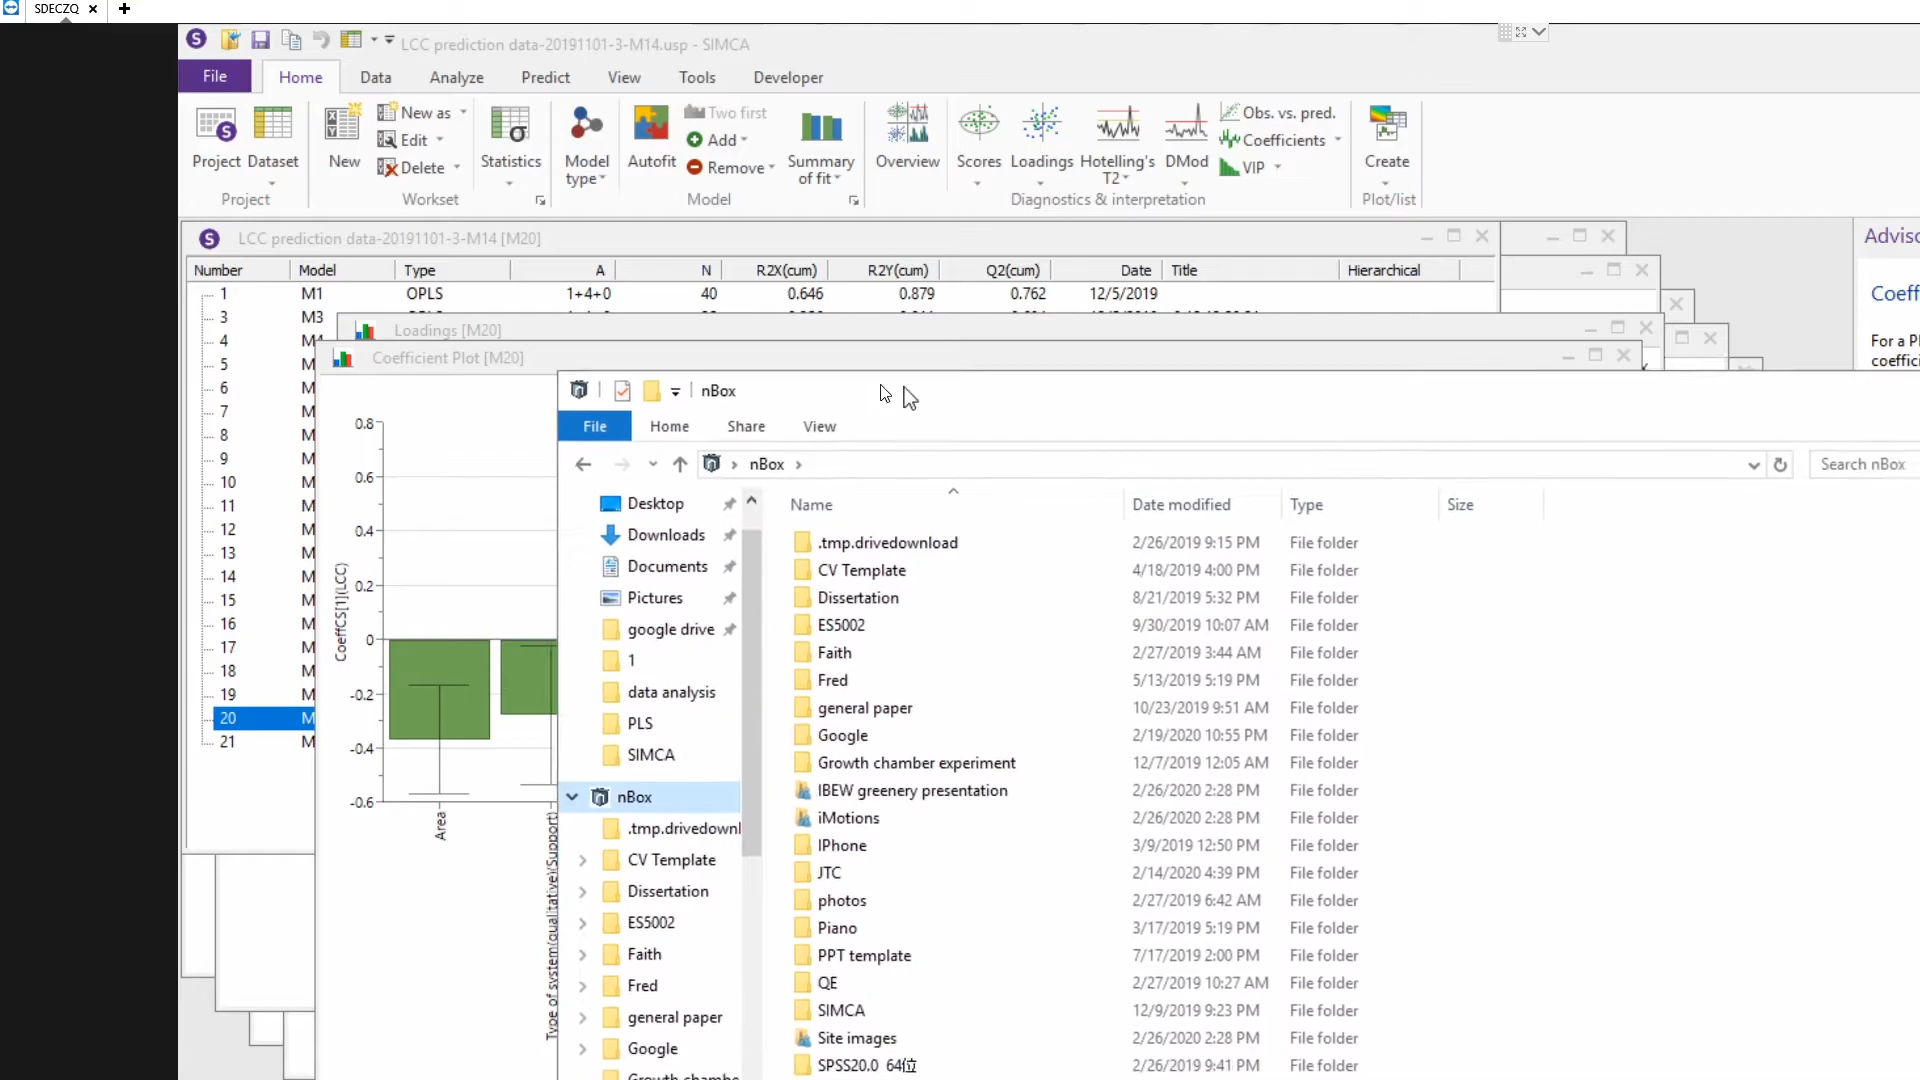 SDECZQ
LCC prediction data-20191101-3-M14.usp - SIMCA
File Home Data Analyze Predict View Tools Developer
Project Dataset New New as Edit Delete Statistics Model type Autofit Two first Add Remove Summary of fit Overview Scores Loadings Hotelling's T2 DMod Obs. vs. pred. Coefficients VIP Create
Project Workset Model Diagnostics & interpretation Plot/list
LCC prediction data-20191101-3-M14 [M20]
Number Model Type A N R2X(cum) R2Y(cum) Q2(cum) Date Title Hierarchical
1 M1 OPLS 1+4+0 40 0.646 0.879 0.762 12/5/2019
3 M3
4
5 M
6 M
7 M
8 M
9 M
10 M
11 M
12 M
13 M
14 M
15 M
16 M
17 M
18 M
19 M
20 M
21 M
Loadings [M20]
Coefficient Plot [M20]
0.8
0.6
0.4
0.2
0
-0.2
-0.4
-0.6
CoeffCS[1](LCC)
Area
Type of system(qualitative)(Support)
Adviso
Coeff
For a P
coeffici
nBox
File Home Share View
nBox
Search nBox
Desktop
Downloads
Documents
Pictures
google drive
1
data analysis
PLS
SIMCA
nBox
.tmp.drivedownl
CV Template
Dissertation
ES5002
Faith
Fred
general paper
Google
Growth chambe
Name Date modified Type Size
.tmp.drivedownload 2/26/2019 9:15 PM File folder
CV Template 4/18/2019 4:00 PM File folder
Dissertation 8/21/2019 5:32 PM File folder
ES5002 9/30/2019 10:07 AM File folder
Faith 2/27/2019 3:44 AM File folder
Fred 5/13/2019 5:19 PM File folder
general paper 10/23/2019 9:51 AM File folder
Google 2/19/2020 10:55 PM File folder
Growth chamber experiment 12/7/2019 12:05 AM File folder
IBEW greenery presentation 2/26/2020 2:28 PM File folder
iMotions 2/26/2020 2:28 PM File folder
IPhone 3/9/2019 12:50 PM File folder
JTC 2/14/2020 4:39 PM File folder
photos 2/27/2019 6:42 AM File folder
Piano 3/17/2019 5:19 PM File folder
PPT template 7/17/2019 2:00 PM File folder
QE 2/27/2019 10:27 AM File folder
SIMCA 12/9/2019 9:23 PM File folder
Site images 2/26/2020 2:28 PM File folder
SPSS20.0 64位 2/26/2019 9:41 PM File folder